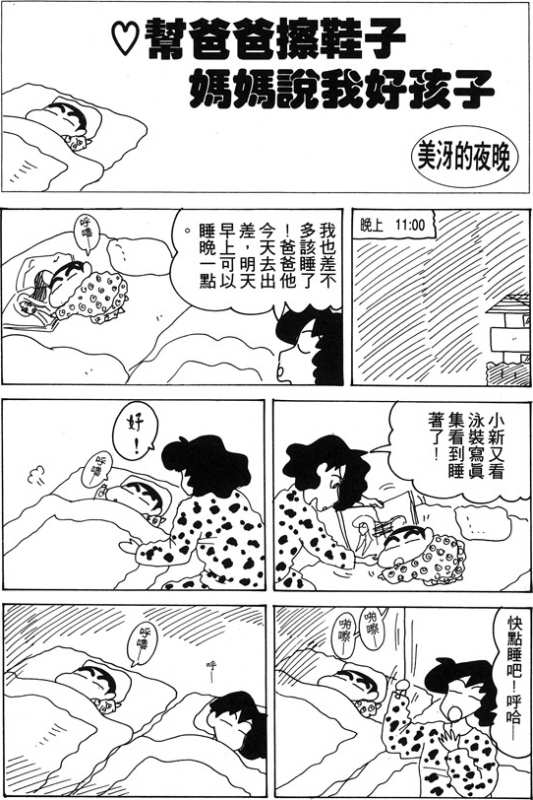 ♡幫爸爸擦鞋子
媽媽說我好孩子
美冴的夜晚
晚上 11:00
我也差不
多該睡了
！爸爸他
今天去出
差，明天
早上可以
睡晚一點
。
呼嚕—
小新又看
泳裝寫真
集看到睡
著了！
好！
呼嚕—
快點睡吧！呼哈—
啪嚓
啪嚓
呼嚕—
呼—